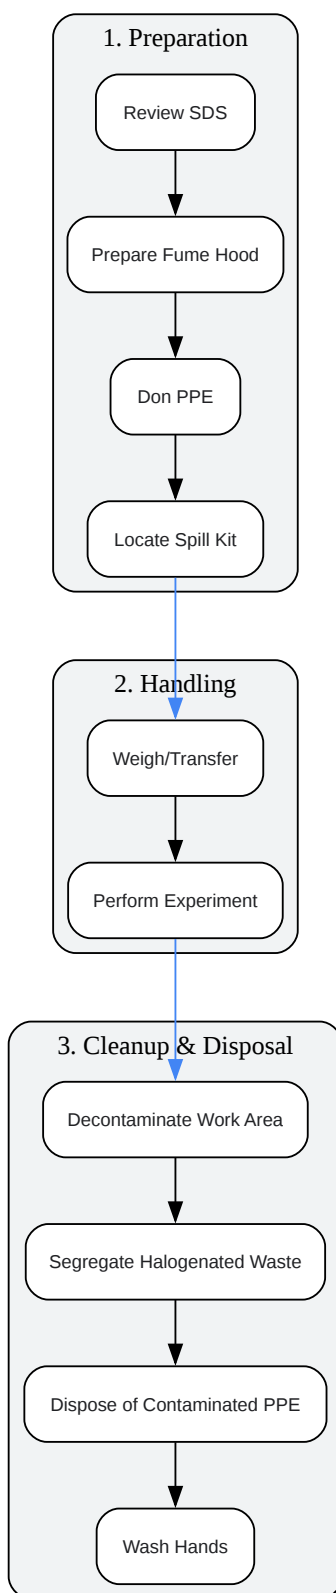 1. Preparation
Review SDS
Prepare Fume Hood
Don PPE
Locate Spill Kit
2. Handling
Weigh/Transfer
Perform Experiment
3. Cleanup & Disposal
Decontaminate Work Area
Segregate Halogenated Waste
Dispose of Contaminated PPE
Wash Hands